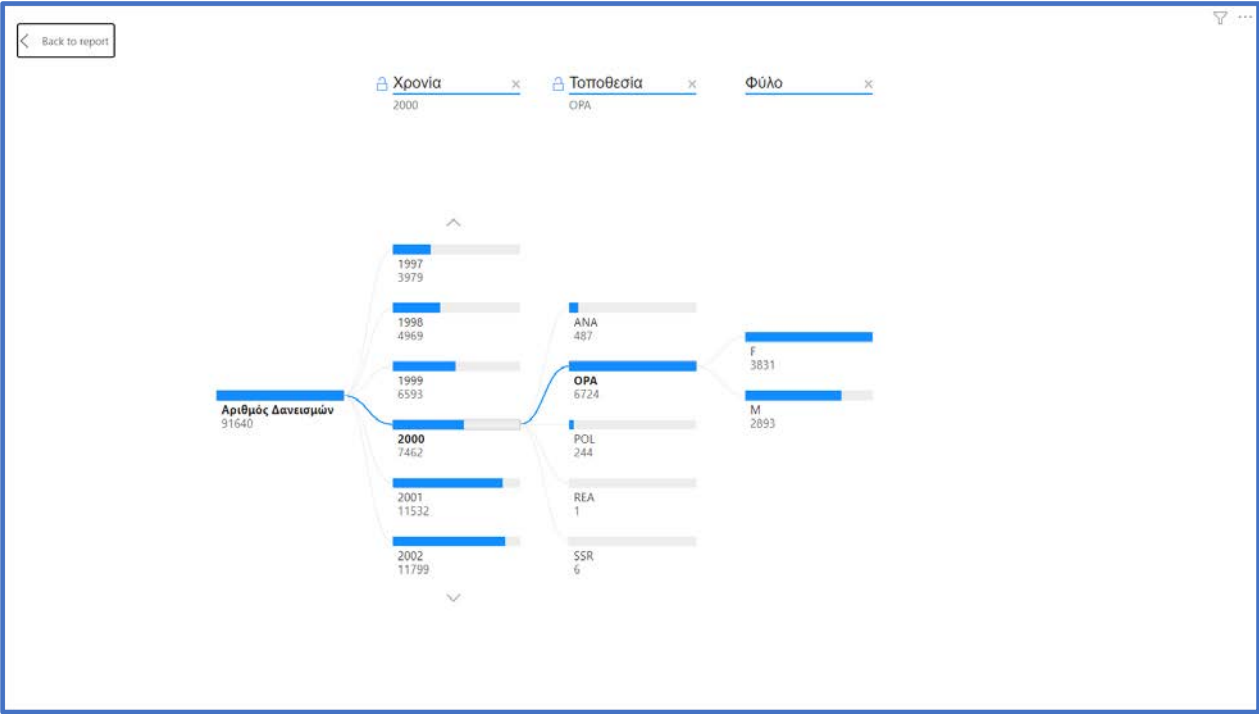 Back to report
Χρονία
2000
Τοποθεσία
OPA
Φύλο
Αριθμός Δανεισμών
91640
1997
3979
1998
4969
1999
6593
2000
7462
2001
11532
2002
11799
ANA
487
OPA
6724
POL
244
REA
1
SSR
6
F
3831
M
2893